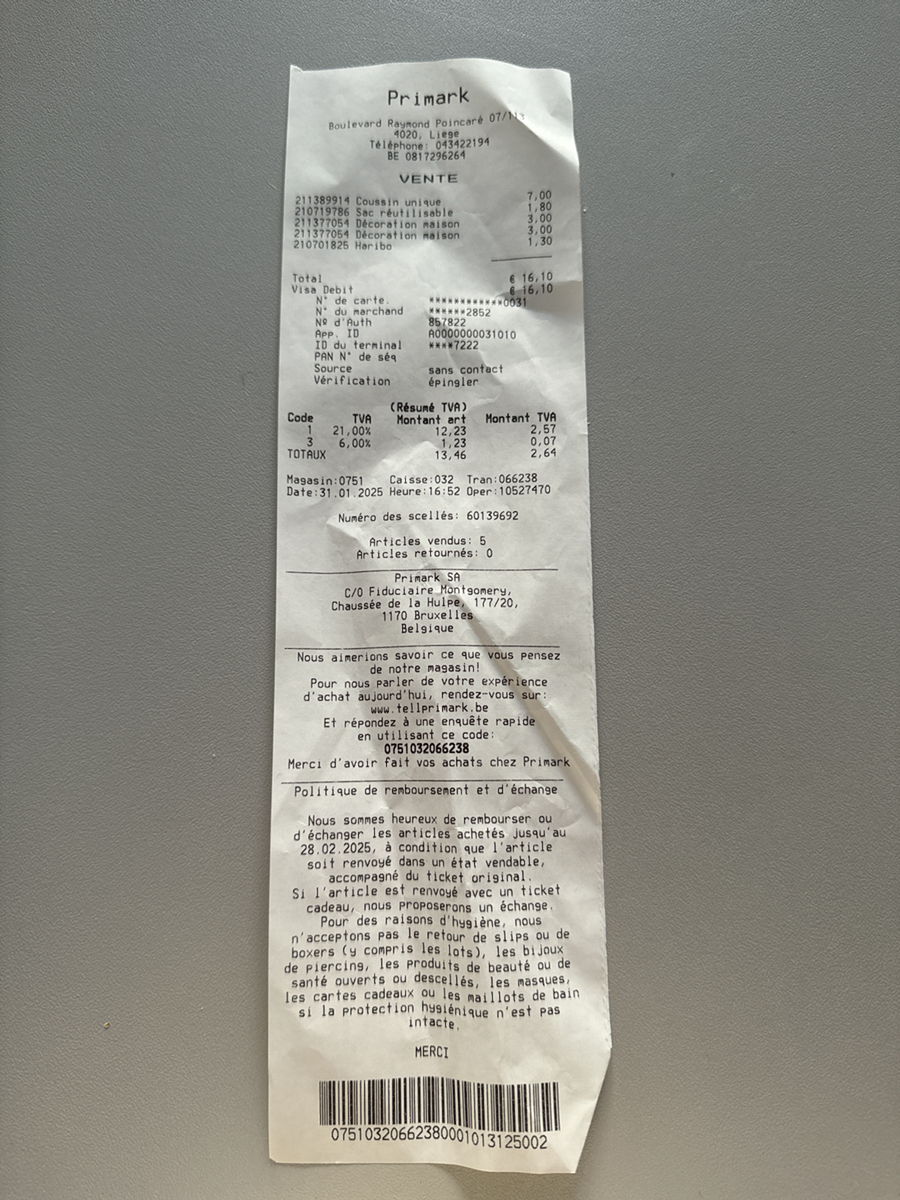 Primark
Boulevard Raymond Poincaré 07/11
4020, Liege
Téléphone: 043422194
BE 0817296264
VENTE
211389914 Coussin unique 7,00
210719786 Sac réutilisable 1,80
211377054 Décoration maison 3,00
211377054 Décoration maison 3,00
210701825 Haribo 1,30
Total € 16,10
Visa Debit € 16,10
N° de carte. ************0031
N° du marchand ******2852
Nº d'Auth 857822
App. ID A0000000031010
ID du terminal ****7222
PAN N° de séq
Source sans contact
Vérification épingler
(Résumé TVA)
Code TVA Montant art Montant TVA
1 21,00% 12,23 2,57
3 6,00% 1,23 0,07
TOTAUX 13,46 2,64
Magasin:0751 Caisse:032 Tran:066238
Date:31.01.2025 Heure:16:52 Oper:10527470
Numéro des scellés: 60139692
Articles vendus: 5
Articles retournés: 0
Primark SA
C/O Fiduciaire Montgomery,
Chaussée de la Hulpe, 177/20,
1170 Bruxelles
Belgique
Nous aimerions savoir ce que vous pensez
de notre magasin!
Pour nous parler de votre expérience
d'achat aujourd'hui, rendez-vous sur:
www.tellprimark.be
Et répondez à une enquête rapide
en utilisant ce code:
0751032066238
Merci d'avoir fait vos achats chez Primark
Politique de remboursement et d'échange
Nous sommes heureux de rembourser ou
d'échanger les articles achetés jusqu'au
28.02.2025, à condition que l'article
soit renvoyé dans un état vendable,
accompagné du ticket original.
Si l'article est renvoyé avec un ticket
cadeau, nous proposerons un échange.
Pour des raisons d'hygiène, nous
n'acceptons pas le retour de slips ou de
boxers (y compris les lots), les bijoux
de piercing, les produits de beauté ou de
santé ouverts ou descellés, les masques,
les cartes cadeaux ou les maillots de bain
si la protection hygiénique n'est pas
intacte.
MERCI
07510320662380001013125002